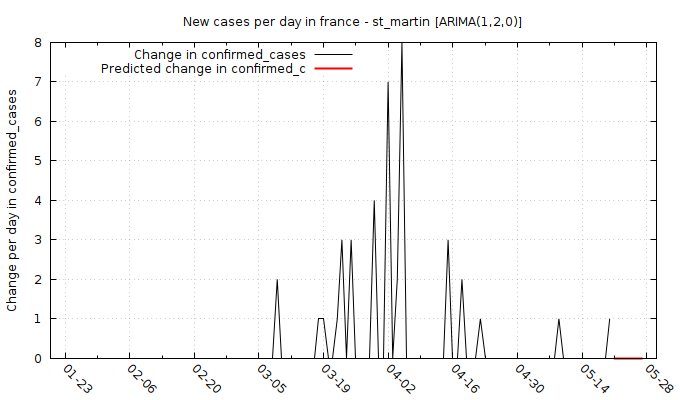 New cases per day in france - st_martin [ARIMA(1,2,0)]
Change in confirmed_cases
Predicted change in confirmed_c
Change per day in confirmed_cases
8
7
6
5
4
3
2
1
0
01-23 02-06 02-20 03-05 03-19 04-02 04-16 04-30 05-14 05-28